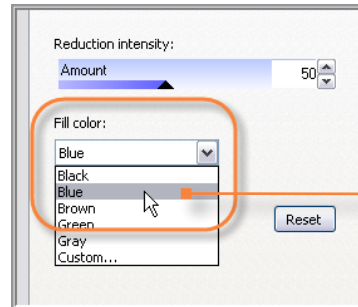 Reduction intensity:
Amount 50
Fill color:
Blue
Black
Blue
Brown
Green
Gray
Custom...
Reset